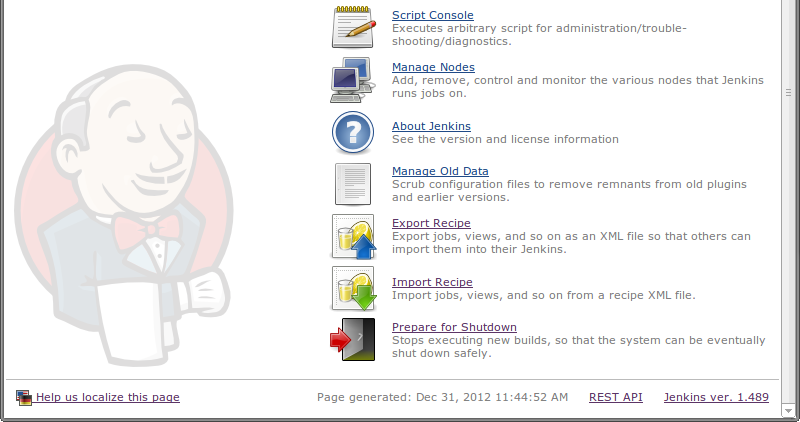 Script Console
Executes arbitrary script for administration/trouble-
shooting/diagnostics.
Manage Nodes
Add, remove, control and monitor the various nodes that Jenkins
runs jobs on.
About Jenkins
See the version and license information
Manage Old Data
Scrub configuration files to remove remnants from old plugins
and earlier versions.
Export Recipe
Export jobs, views, and so on as an XML file so that others can
import them into their Jenkins.
Import Recipe
Import jobs, views, and so on from a recipe XML file.
Prepare for Shutdown
Stops executing new builds, so that the system can be eventually
shut down safely.
Help us localize this page Page generated: Dec 31, 2012 11:44:52 AM REST API Jenkins ver. 1.489